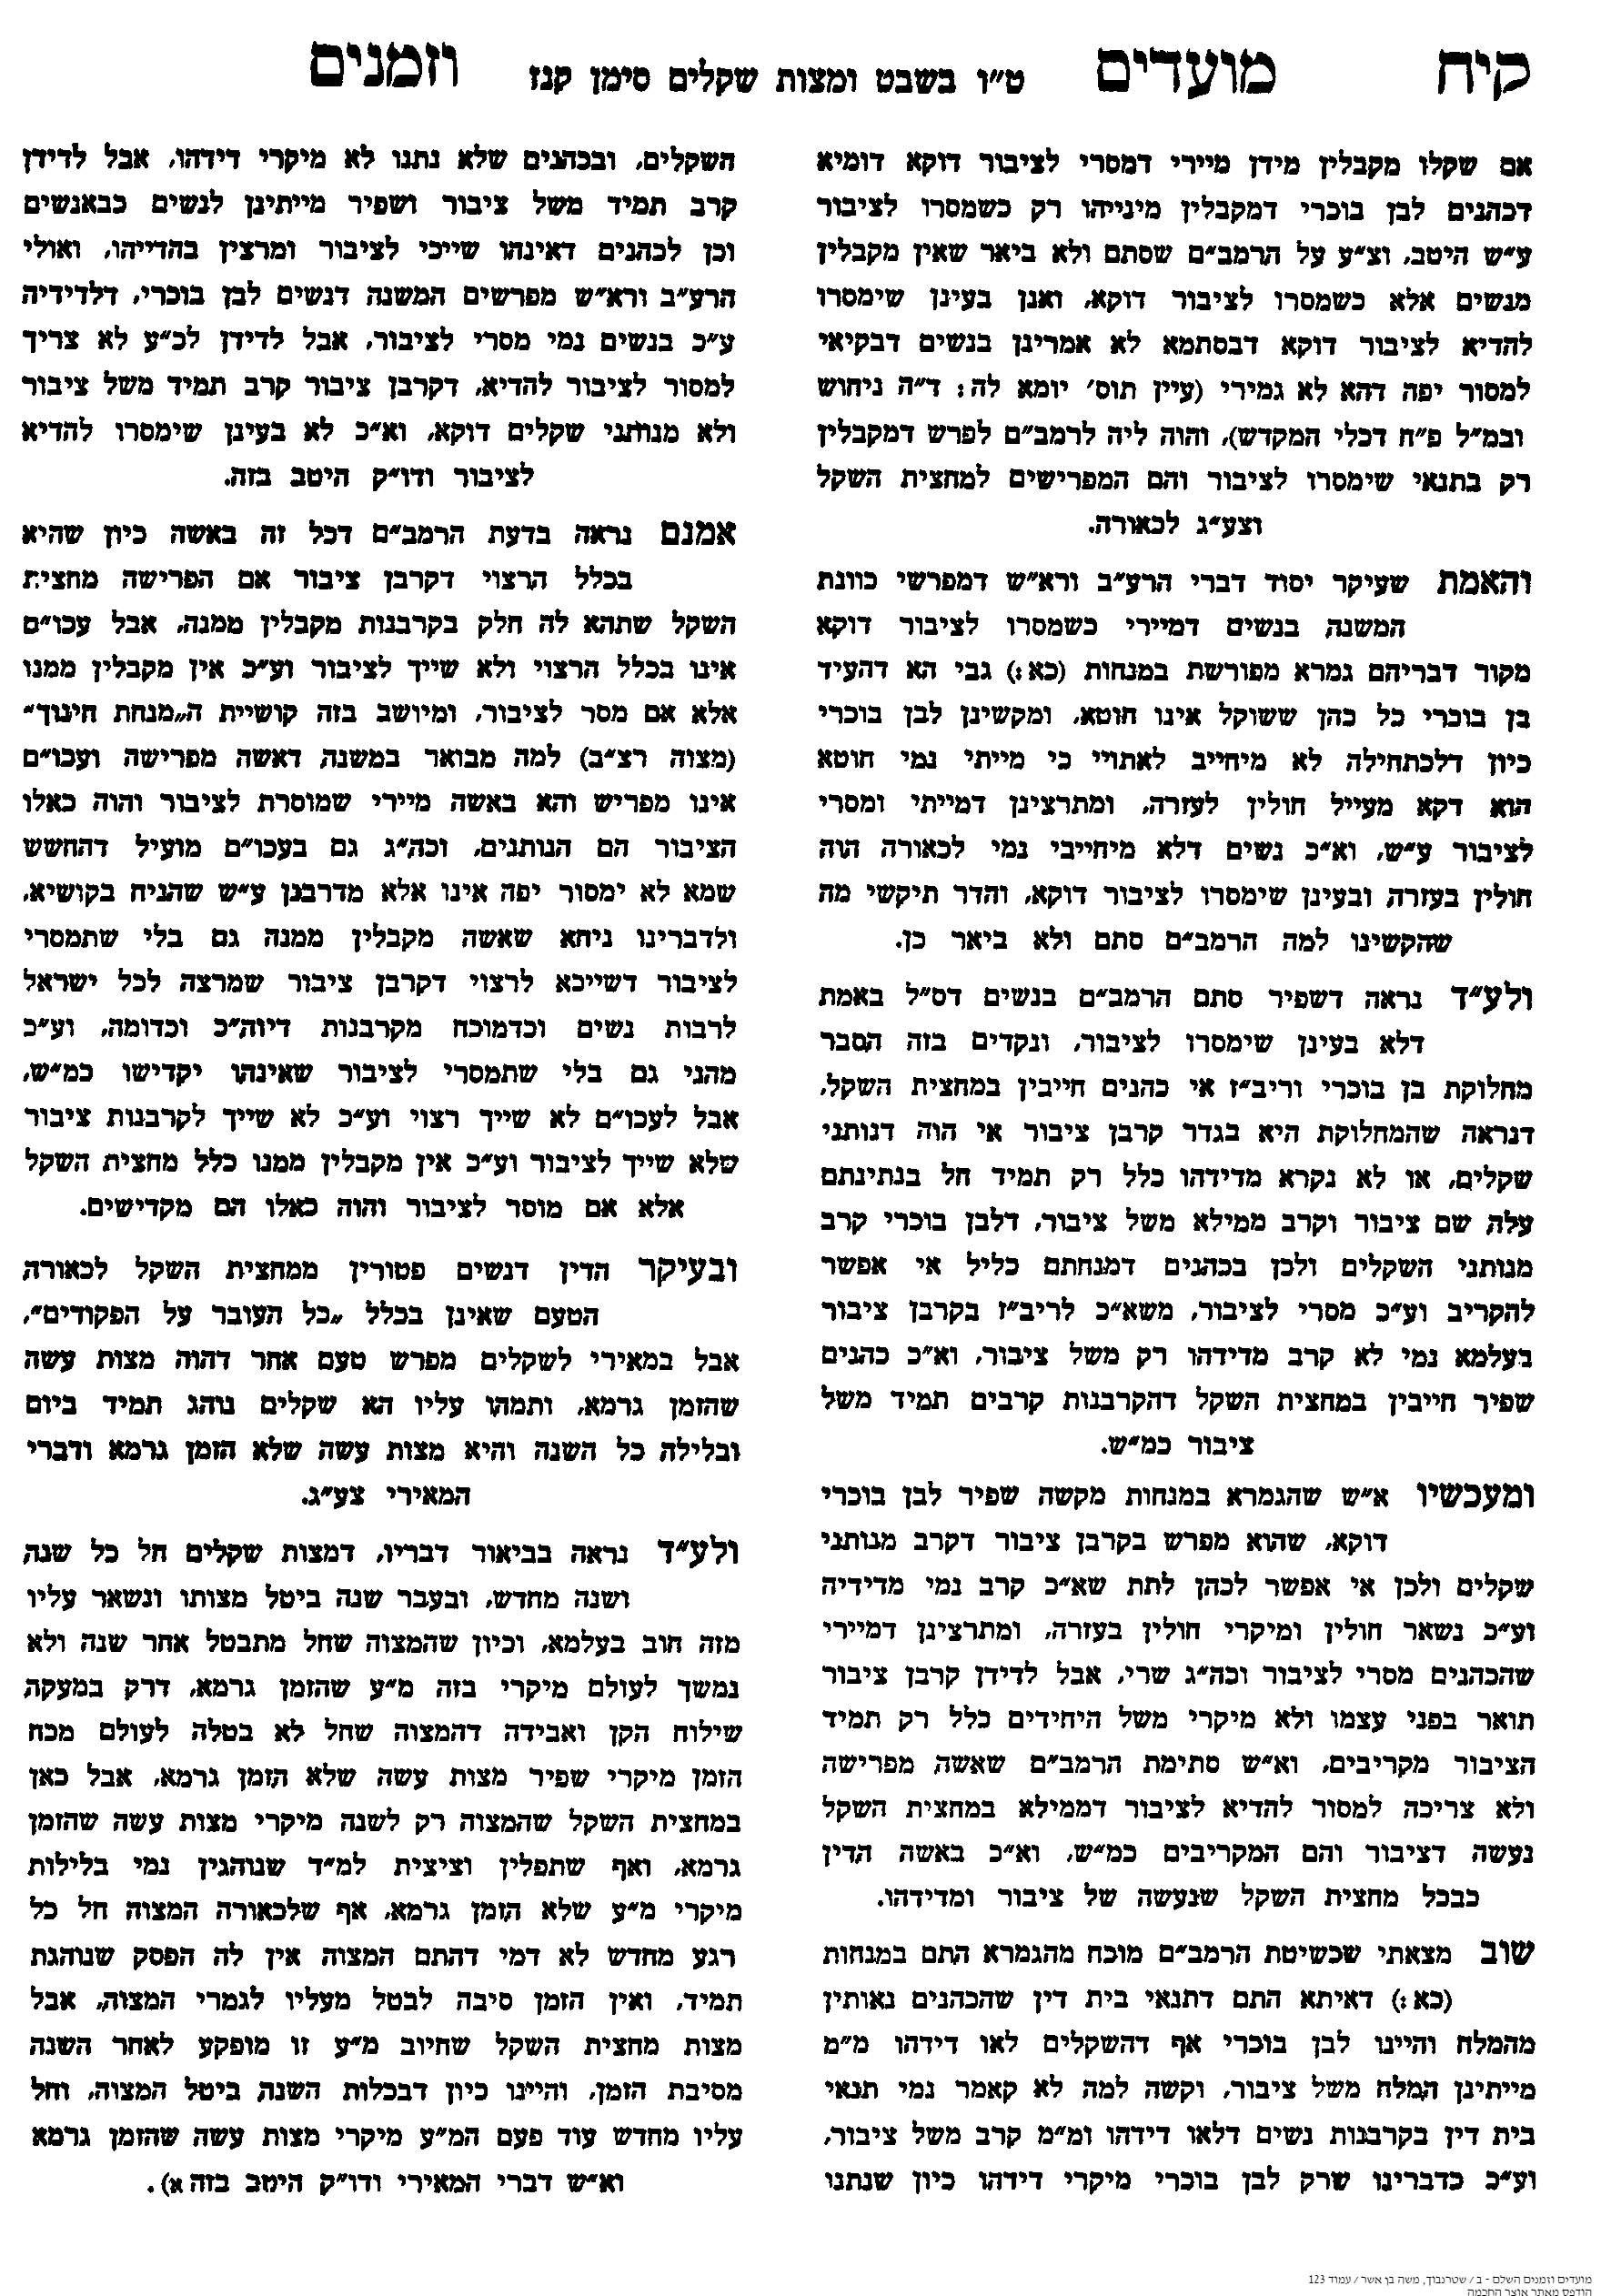 קיח מועדים ט״ו בשבט ומצות שקלים סימן קנז וזמנים
אם שקלו מקבלין מידן מיירי דמסרי לציבור דוקא דומיא
דכהנים לבן בוכרי דמקבלין מינייהו רק כשמסרו לציבור
ע״ש היטב, וצ״ע על הרמב״ם שסתם ולא ביאר שאין מקבלין
מנשים אלא כשמסרו לציבור דוקא, ואנן בעינן שימסרו
להדיא לציבור דוקא דבסתמא לא אמרינן בנשים דבקיאי
למסור יפה דהא לא גמירי (עיין תוס׳ יומא לה: ד״ה ניחוש
ובמ״ל פ״ח דכלי המקדש), והוה ליה לרמב״ם לפרש דמקבלין
רק בתנאי שימסרו לציבור והם המפרישים למחצית השקל
וצע״ג לכאורה.
והאמת שעיקר יסוד דברי הרע״ב ורא״ש דמפרשי כוונת
המשנה בנשים דמיירי כשמסרו לציבור דוקא
מקור דבריהם גמרא מפורשת במנחות (כא:) גבי הא דהעיד
בן בוכרי כל כהן ששוקל אינו חוטא, ומקשינן לבן בוכרי
כיון דלכתחילה לא מיחייב לאתויי כי מייתי נמי חוטא
הוא דקא מעייל חולין לעזרה, ומתרצינן דמייתי ומסרי
לציבור ע״ש, וא״כ נשים דלא מיחייבי נמי לכאורה הוה
חולין בעזרה ובעינן שימסרו לציבור דוקא, והדר תיקשי מה
שהקשינו למה הרמב״ם סתם ולא ביאר כן.
ולע״ד נראה דשפיר סתם הרמב״ם בנשים דס״ל באמת
דלא בעינן שימסרו לציבור, ונקדים בזה הסבר
מחלוקת בן בוכרי וריב״ז אי כהנים חייבין במחצית השקל,
דנראה שהמחלוקת היא בגדר קרבן ציבור אי הוה דנותני
שקלים, או לא נקרא מדידהו כלל רק תמיד חל בנתינתם
עלה שם ציבור וקרב ממילא משל ציבור, דלבן בוכרי קרב
מנותני השקלים ולכן בכהנים דמנחתם כליל אי אפשר
להקריב וע״כ מסרי לציבור, משא״כ לריב״ז בקרבן ציבור
בעלמא נמי לא קרב מדידהו רק משל ציבור, וא״כ כהנים
שפיר חייבין במחצית השקל דהקרבנות קרבים תמיד משל
ציבור כמ״ש.
ומעכשיו א״ש שהגמרא במנחות מקשה שפיר לבן בוכרי
דוקא, שהוא מפרש בקרבן ציבור דקרב מנותני
שקלים ולכן אי אפשר לכהן לתת שא״כ קרב נמי מדידיה
וע״כ נשאר חולין ומיקרי חולין בעזרה, ומתרצינן דמיירי
שהכהנים מסרי לציבור וכה״ג שרי, אבל לדידן קרבן ציבור
תואר בפני עצמו ולא מיקרי משל היחידים כלל רק תמיד
הציבור מקריבים, וא״ש סתימת הרמב״ם שאשה מפרישה
ולא צריכה למסור להדיא לציבור דממילא במחצית השקל
נעשה דציבור והם המקריבים כמ״ש, וא״כ באשה הדין
כבכל מחצית השקל שנעשה של ציבור ומדידהו.
שוב מצאתי שכשיטת הרמב״ם מוכח מהגמרא התם במנחות
(כא:) דאיתא התם דתנאי בית דין שהכהנים נאותין
מהמלח והיינו לבן בוכרי אף דהשקלים לאו דידהו מ״מ
מייתינן המלח משל ציבור, וקשה למה לא קאמר נמי תנאי
בית דין בקרבנות נשים דלאו דידהו ומ״מ קרב משל ציבור,
וע״כ כדברינו שרק לבן בוכרי מיקרי דידהו כיון שנתנו
השקלים, ובכהנים שלא נתנו לא מיקרי דידהו, אבל לדידן
קרב תמיד משל ציבור ושפיר מייתינן לנשים כבאנשים
וכן לכהנים דאינהו שייכי לציבור ומרצין בהדייהו, ואולי
הרע״ב ורא״ש מפרשים המשנה דנשים לבן בוכרי, דלדידיה
ע״כ בנשים נמי מסרי לציבור, אבל לדידן לכ״ע לא צריך
למסור לציבור להדיא, דקרבן ציבור קרב תמיד משל ציבור
ולא מנותני שקלים דוקא, וא״כ לא בעינן שימסרו להדיא
לציבור ודו״ק היטב בזה.
אמנם נראה בדעת הרמב״ם דכל זה באשה כיון שהיא
בכלל הרצוי דקרבן ציבור אם הפרישה מחצית
השקל שתהא לה חלק בקרבנות מקבלין ממנה, אבל עכו״ם
אינו בכלל הרצוי ולא שייך לציבור וע״כ אין מקבלין ממנו
אלא אם מסר לציבור, ומיושב בזה קושיית ה„מנחת חינוך״
(מצוה רצ״ב) למה מבואר במשנה דאשה מפרישה ועכו״ם
אינו מפריש והא באשה מיירי שמוסרת לציבור והוה כאלו
הציבור הם הנותנים, וכה״ג גם בעכו״ם מועיל דהחשש
שמא לא ימסור יפה אינו אלא מדרבנן ע״ש שהניח בקושיא,
ולדברינו ניחא שאשה מקבלין ממנה גם בלי שתמסרי
לציבור דשייכא לרצוי דקרבן ציבור שמרצה לכל ישראל
לרבות נשים וכדמוכח מקרבנות דיוה״כ וכדומה, וע״כ
מהני גם בלי שתמסרי לציבור שאינהו יקדישו כמ״ש,
אבל לעכו״ם לא שייך רצוי וע״כ לא שייך לקרבנות ציבור
שלא שייך לציבור וע״כ אין מקבלין ממנו כלל מחצית השקל
אלא אם מוסר לציבור והוה כאלו הם מקדישים.
ובעיקר הדין דנשים פטורין ממחצית השקל לכאורה
הטעם שאינן בכלל „כל העובר על הפקודים״,
אבל במאירי לשקלים מפרש טעם אחר דהוה מצות עשה
שהזמן גרמא, ותמהו עליו הא שקלים נוהג תמיד ביום
ובלילה כל השנה והיא מצות עשה שלא הזמן גרמא ודברי
המאירי צע״ג.
ולע״ד נראה בביאור דבריו, דמצות שקלים חל כל שנה
ושנה מחדש, ובעבר שנה ביטל מצותו ונשאר עליו
מזה חוב בעלמא, וכיון שהמצוה שחל מתבטל אחר שנה ולא
נמשך לעולם מיקרי בזה מ״ע שהזמן גרמא, דרק במעקה
שילוח הקן ואבידה דהמצוה שחל לא בטלה לעולם מכח
הזמן מיקרי שפיר מצות עשה שלא הזמן גרמא, אבל כאן
במחצית השקל שהמצוה רק לשנה מיקרי מצות עשה שהזמן
גרמא, ואף שתפלין וציצית למ״ד שנוהגין נמי בלילות
מיקרי מ״ע שלא הזמן גרמא, אף שלכאורה המצוה חל כל
רגע מחדש לא דמי דהתם המצוה אין לה הפסק שנוהגת
תמיד, ואין הזמן סיבה לבטל מעליו לגמרי המצוה, אבל
מצות מחצית השקל שחיוב מ״ע זו מופקע לאחר השנה
מסיבת הזמן, והיינו כיון דבכלות השנה ביטל המצוה, וחל
עליו מחדש עוד פעם המ״ע מיקרי מצות עשה שהזמן גרמא
וא״ש דברי המאירי ודו״ק היטב בזה א).
מועדים וזמנים השלם - ב / שטרנבוך, משה בן אשר / עמוד 123
הודפס מאתר אוצר החכמה